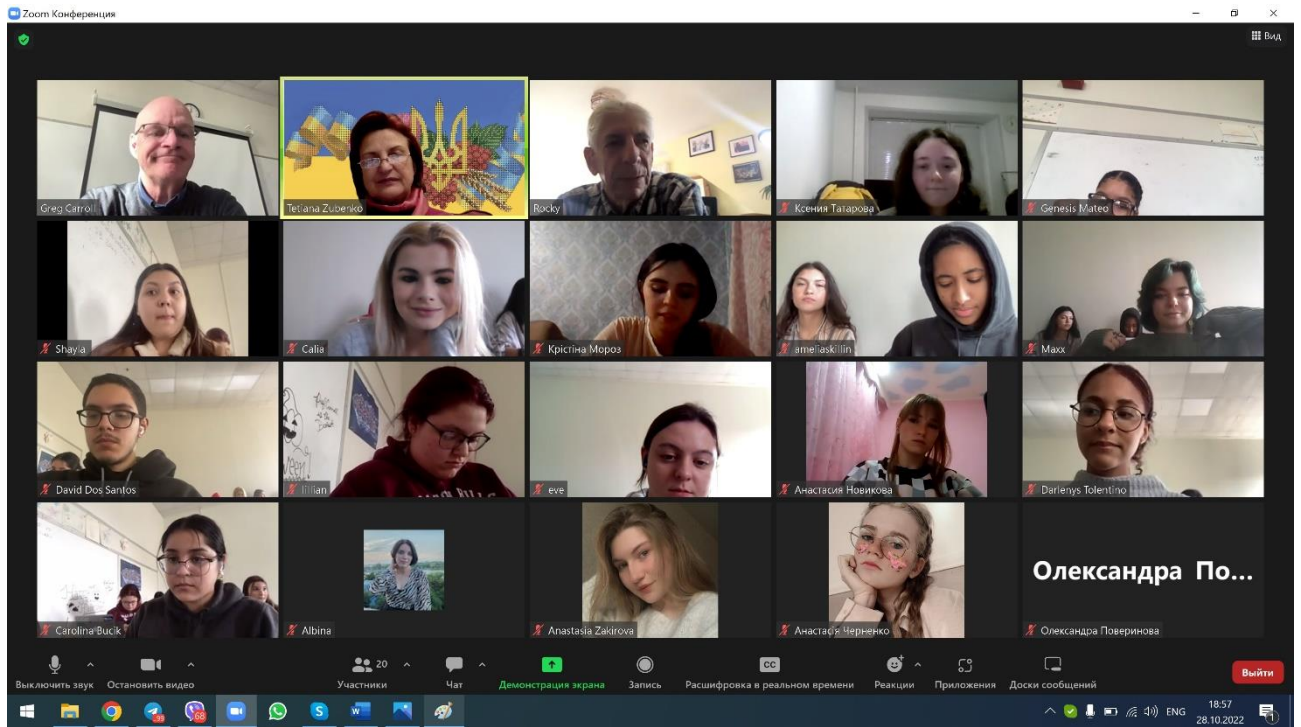 Zoom Конференция
Вид
Greg Carroll
Tetiana Zubenko
Rocky
Ксения Татарова
Genesis Mateo
Shayla
Calia
Крістіна Мороз
ameliaskillin
Maxx
David Dos Santos
lillian
eve
Анастасия Новикова
Darlenys Tolentino
Carolina Bucik
Albina
Anastasia Zakirova
Анастасія Черненко
Олександра По...
Олександра Поверинова
20
CC
Выключить звук
Остановить видео
Участники
Чат
Демонстрация экрана
Запись
Расшифровка в реальном времени
Реакции
Приложения
Доски сообщений
Выйти
99
68
ENG
18:57
28.10.2022